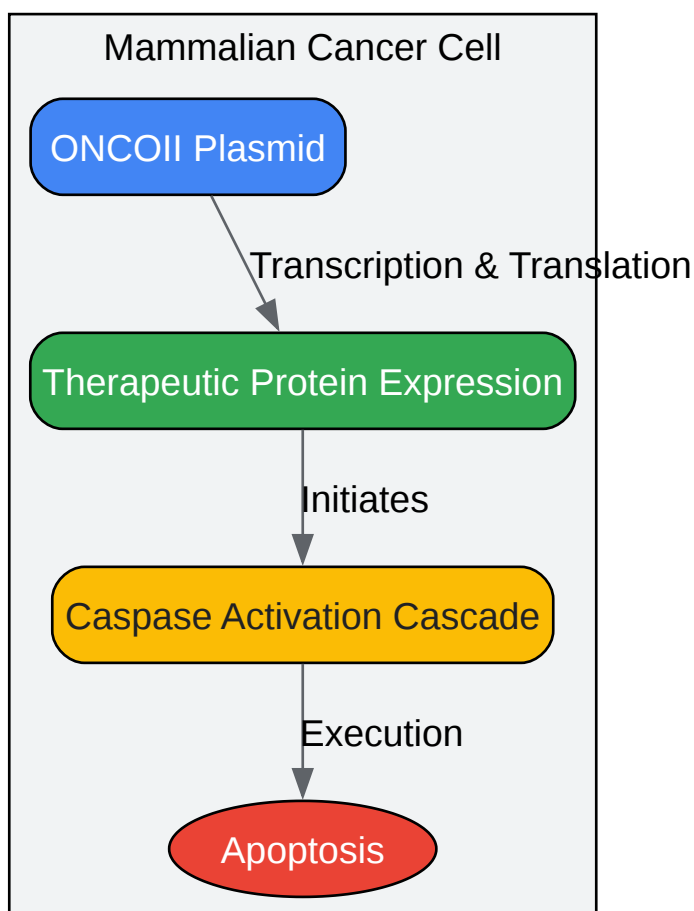 Mammalian Cancer Cell
ONCOII Plasmid
Transcription & Translation
Therapeutic Protein Expression
Initiates
Caspase Activation Cascade
Execution
Apoptosis